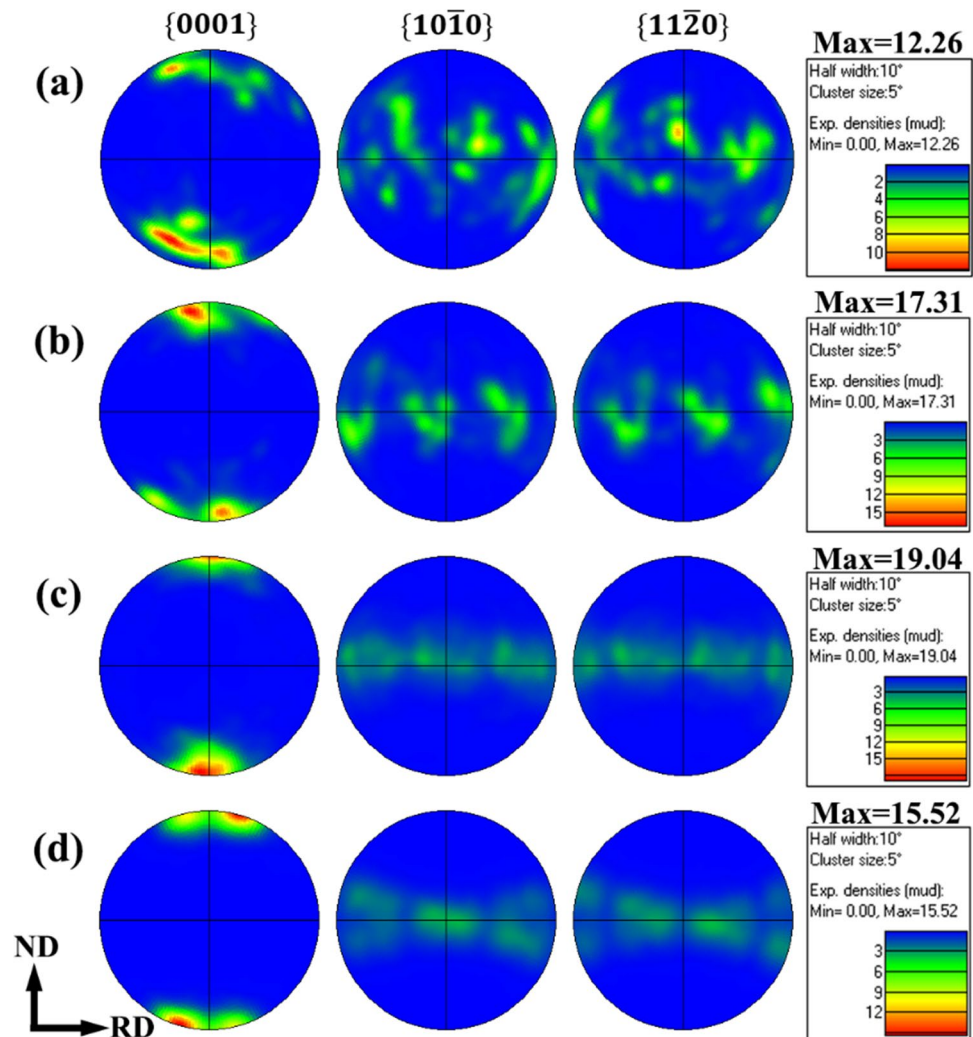 {0001} {101̅0} {112̅0}
(a)
Max=12.26
Half width:10°
Cluster size:5°
Exp. densities (mud):
Min= 0.00, Max=12.26
2
4
6
8
10
(b)
Max=17.31
Half width:10°
Cluster size:5°
Exp. densities (mud):
Min= 0.00, Max=17.31
3
6
9
12
15
(c)
Max=19.04
Half width:10°
Cluster size:5°
Exp. densities (mud):
Min= 0.00, Max=19.04
3
6
9
12
15
(d)
Max=15.52
Half width:10°
Cluster size:5°
Exp. densities (mud):
Min= 0.00, Max=15.52
3
6
9
12
ND
RD